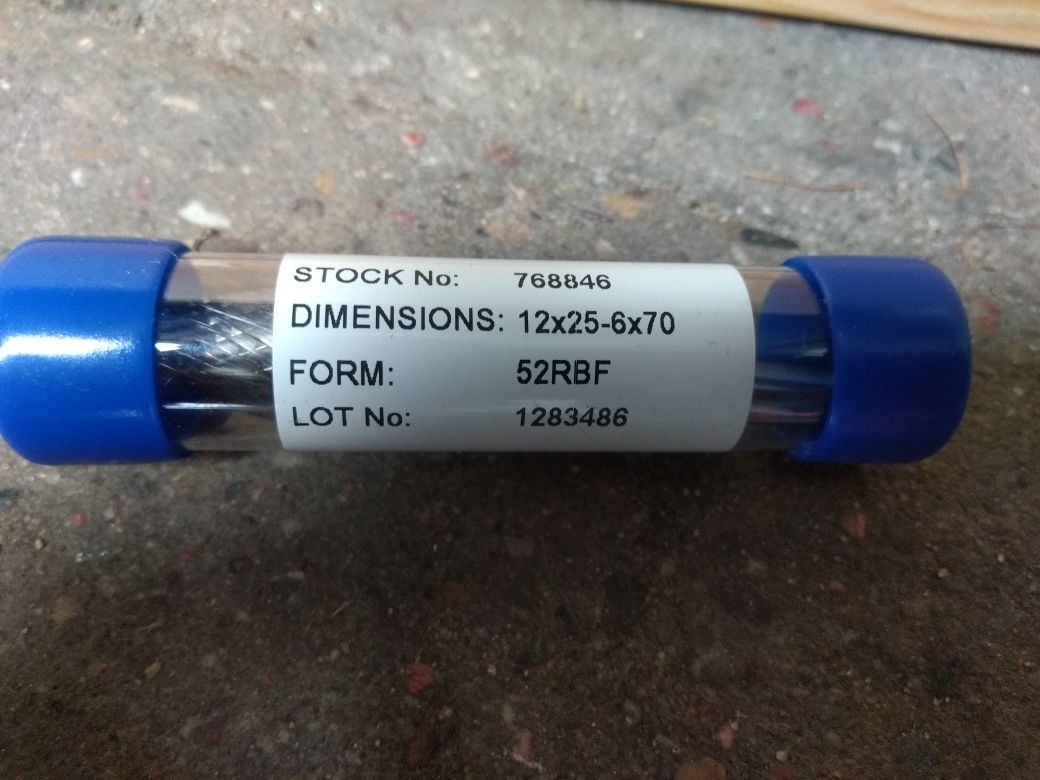 STOCK No: 768846
DIMENSIONS: 12x25-6x70
FORM: 52RBF
LOT No: 1283486